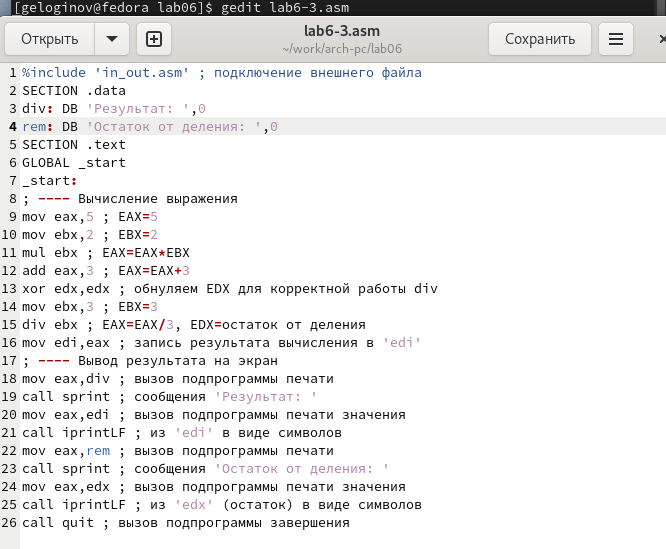 [geloginov@fedora lab06]$ gedit lab6-3.asm
Открыть
lab6-3.asm
~/work/arch-pc/lab06
Сохранить
1 %include 'in_out.asm' ; подключение внешнего файла
2 SECTION .data
3 div: DB 'Результат: ',0
4 rem: DB 'Остаток от деления: ',0
5 SECTION .text
6 GLOBAL _start
7 _start:
8 ; ---- Вычисление выражения
9 mov eax,5 ; EAX=5
10 mov ebx,2 ; EBX=2
11 mul ebx ; EAX=EAX*EBX
12 add eax,3 ; EAX=EAX+3
13 xor edx,edx ; обнуляем EDX для корректной работы div
14 mov ebx,3 ; EBX=3
15 div ebx ; EAX=EAX/3, EDX=остаток от деления
16 mov edi,eax ; запись результата вычисления в 'edi'
17 ; ---- Вывод результата на экран
18 mov eax,div ; вызов подпрограммы печати
19 call sprint ; сообщения 'Результат: '
20 mov eax,edi ; вызов подпрограммы печати значения
21 call iprintLF ; из 'edi' в виде символов
22 mov eax,rem ; вызов подпрограммы печати
23 call sprint ; сообщения 'Остаток от деления: '
24 mov eax,edx ; вызов подпрограммы печати значения
25 call iprintLF ; из 'edx' (остаток) в виде символов
26 call quit ; вызов подпрограммы завершения